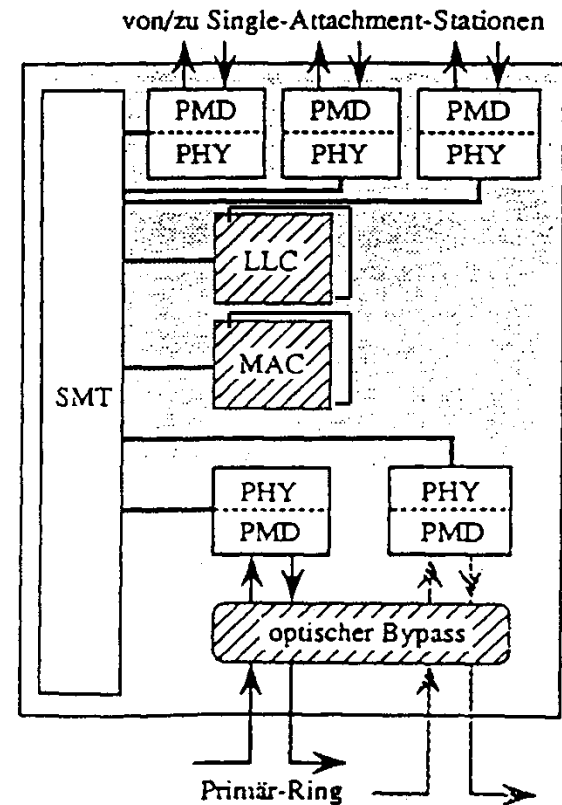 von/zu Single-Attachment-Stationen
PMD PMD PMD
PHY PHY PHY
LLC
MAC
SMT
PHY PHY
PMD PMD
optischer Bypass
Primär-Ring